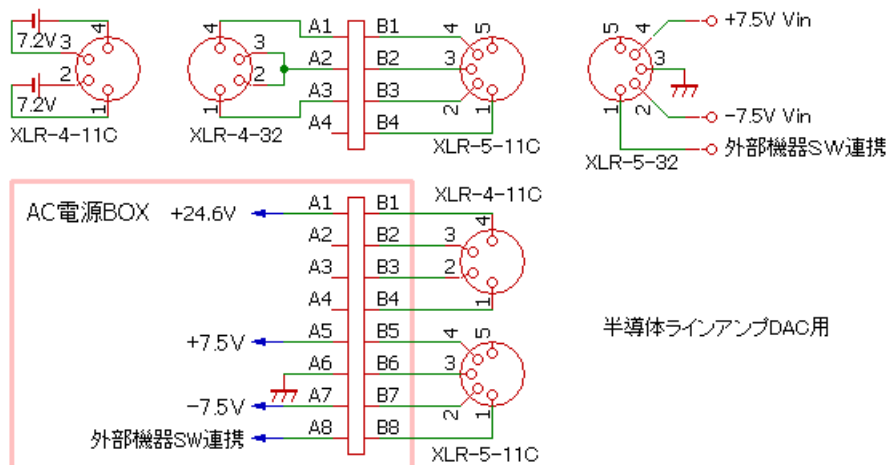 7.2V
4
3
2
1
7.2V
XLR-4-11C
4
3
2
1
XLR-4-32
A1 B1
A2 B2
A3 B3
A4 B4
4 5
3
2 1
XLR-5-11C
5 4
3
1 2
XLR-5-32
+7.5V Vin
-7.5V Vin
外部機器SW連携
AC電源BOX
+24.6V
A1 B1
A2 B2
A3 B3
A4 B4
A5 B5
A6 B6
A7 B7
A8 B8
+7.5V
-7.5V
外部機器SW連携
XLR-4-11C
4
3
2
1
4 5
3
2 1
XLR-5-11C
半導体ラインアンプDAC用